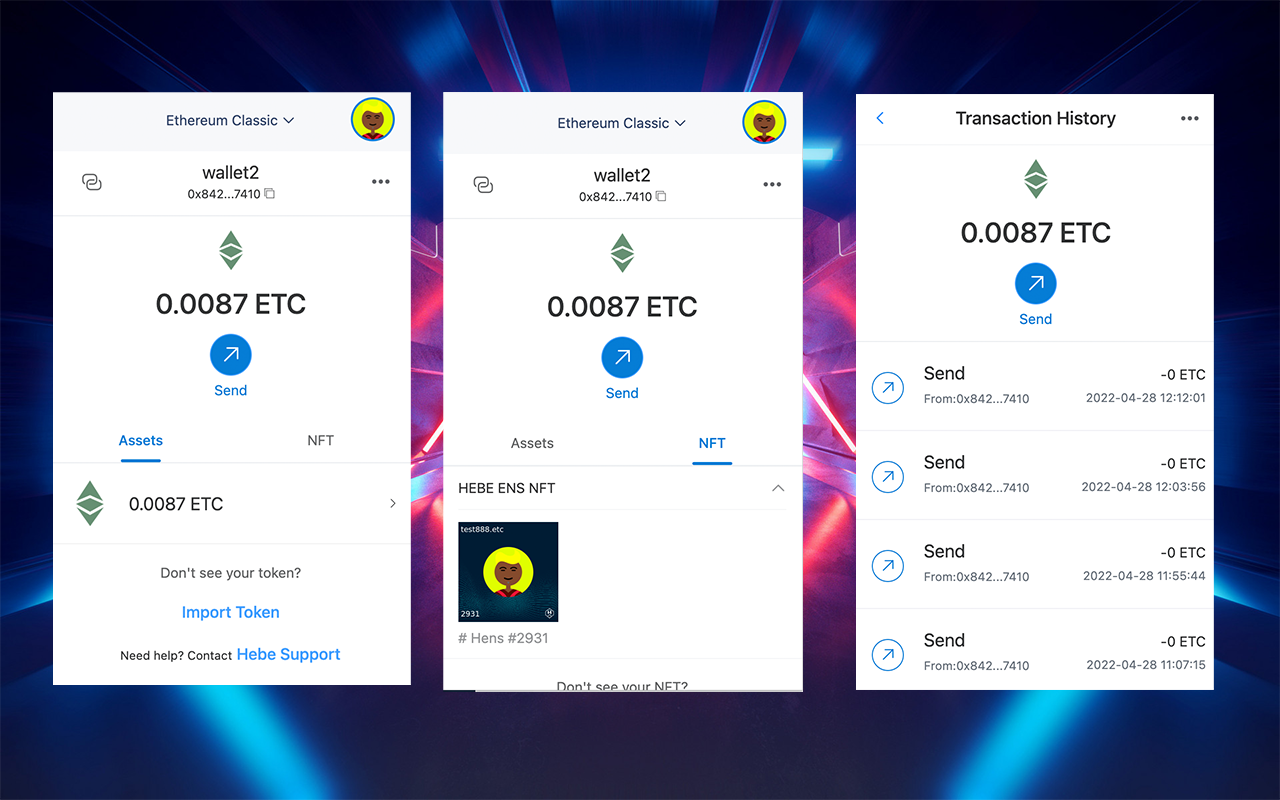 Ethereum Classic
wallet2
0x842...7410
0.0087 ETC
Send
Assets NFT
0.0087 ETC
Don't see your token?
Import Token
Need help? Contact Hebe Support
Ethereum Classic
wallet2
0x842...7410
0.0087 ETC
Send
Assets NFT
HEBE ENS NFT
test888.etc
2931
# Hens #2931
Don't see your NFT?
Transaction History
0.0087 ETC
Send
Send -0 ETC
From:0x842...7410 2022-04-28 12:12:01
Send -0 ETC
From:0x842...7410 2022-04-28 12:03:56
Send -0 ETC
From:0x842...7410 2022-04-28 11:55:44
Send -0 ETC
From:0x842...7410 2022-04-28 11:07:15